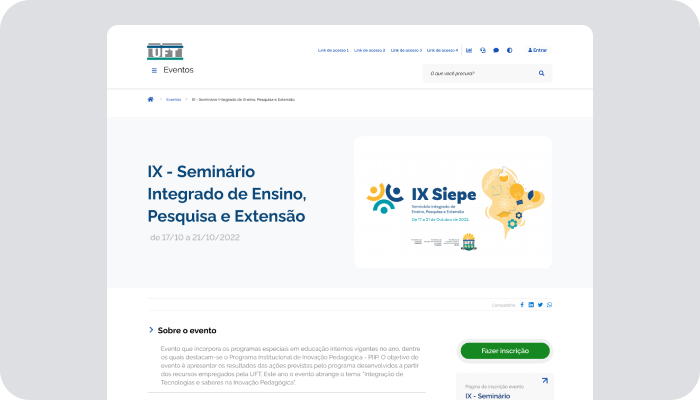 UFT
Link de acesso 1 Link de acesso 2 Link de acesso 3 Link de acesso 4 Entrar
Eventos
O que você procura?
Eventos IX - Seminário Integrado de Ensino, Pesquisa e Extensão
IX - Seminário
Integrado de Ensino,
Pesquisa e Extensão
de 17/10 a 21/10/2022
IX Siepe
Seminário Integrado de
Ensino, Pesquisa e Extensão
De 17 a 21 de Outubro de 2022
UFT
Compartilhe:
Sobre o evento
Evento que incorpora os programas especiais em educação internos vigentes no ano, dentre
os quais destacam-se o Programa Institucional de Inovação Pedagógica - PIIP. O objetivo do
evento é apresentar os resultados das ações previstas pelo programa desenvolvidos a partir
dos recursos empregados pela UFT. Este ano o evento abrange o tema: "Integração de
Tecnologias e saberes na Inovação Pedagógica".
Fazer inscrição
Página de inscrição evento
IX - Seminário